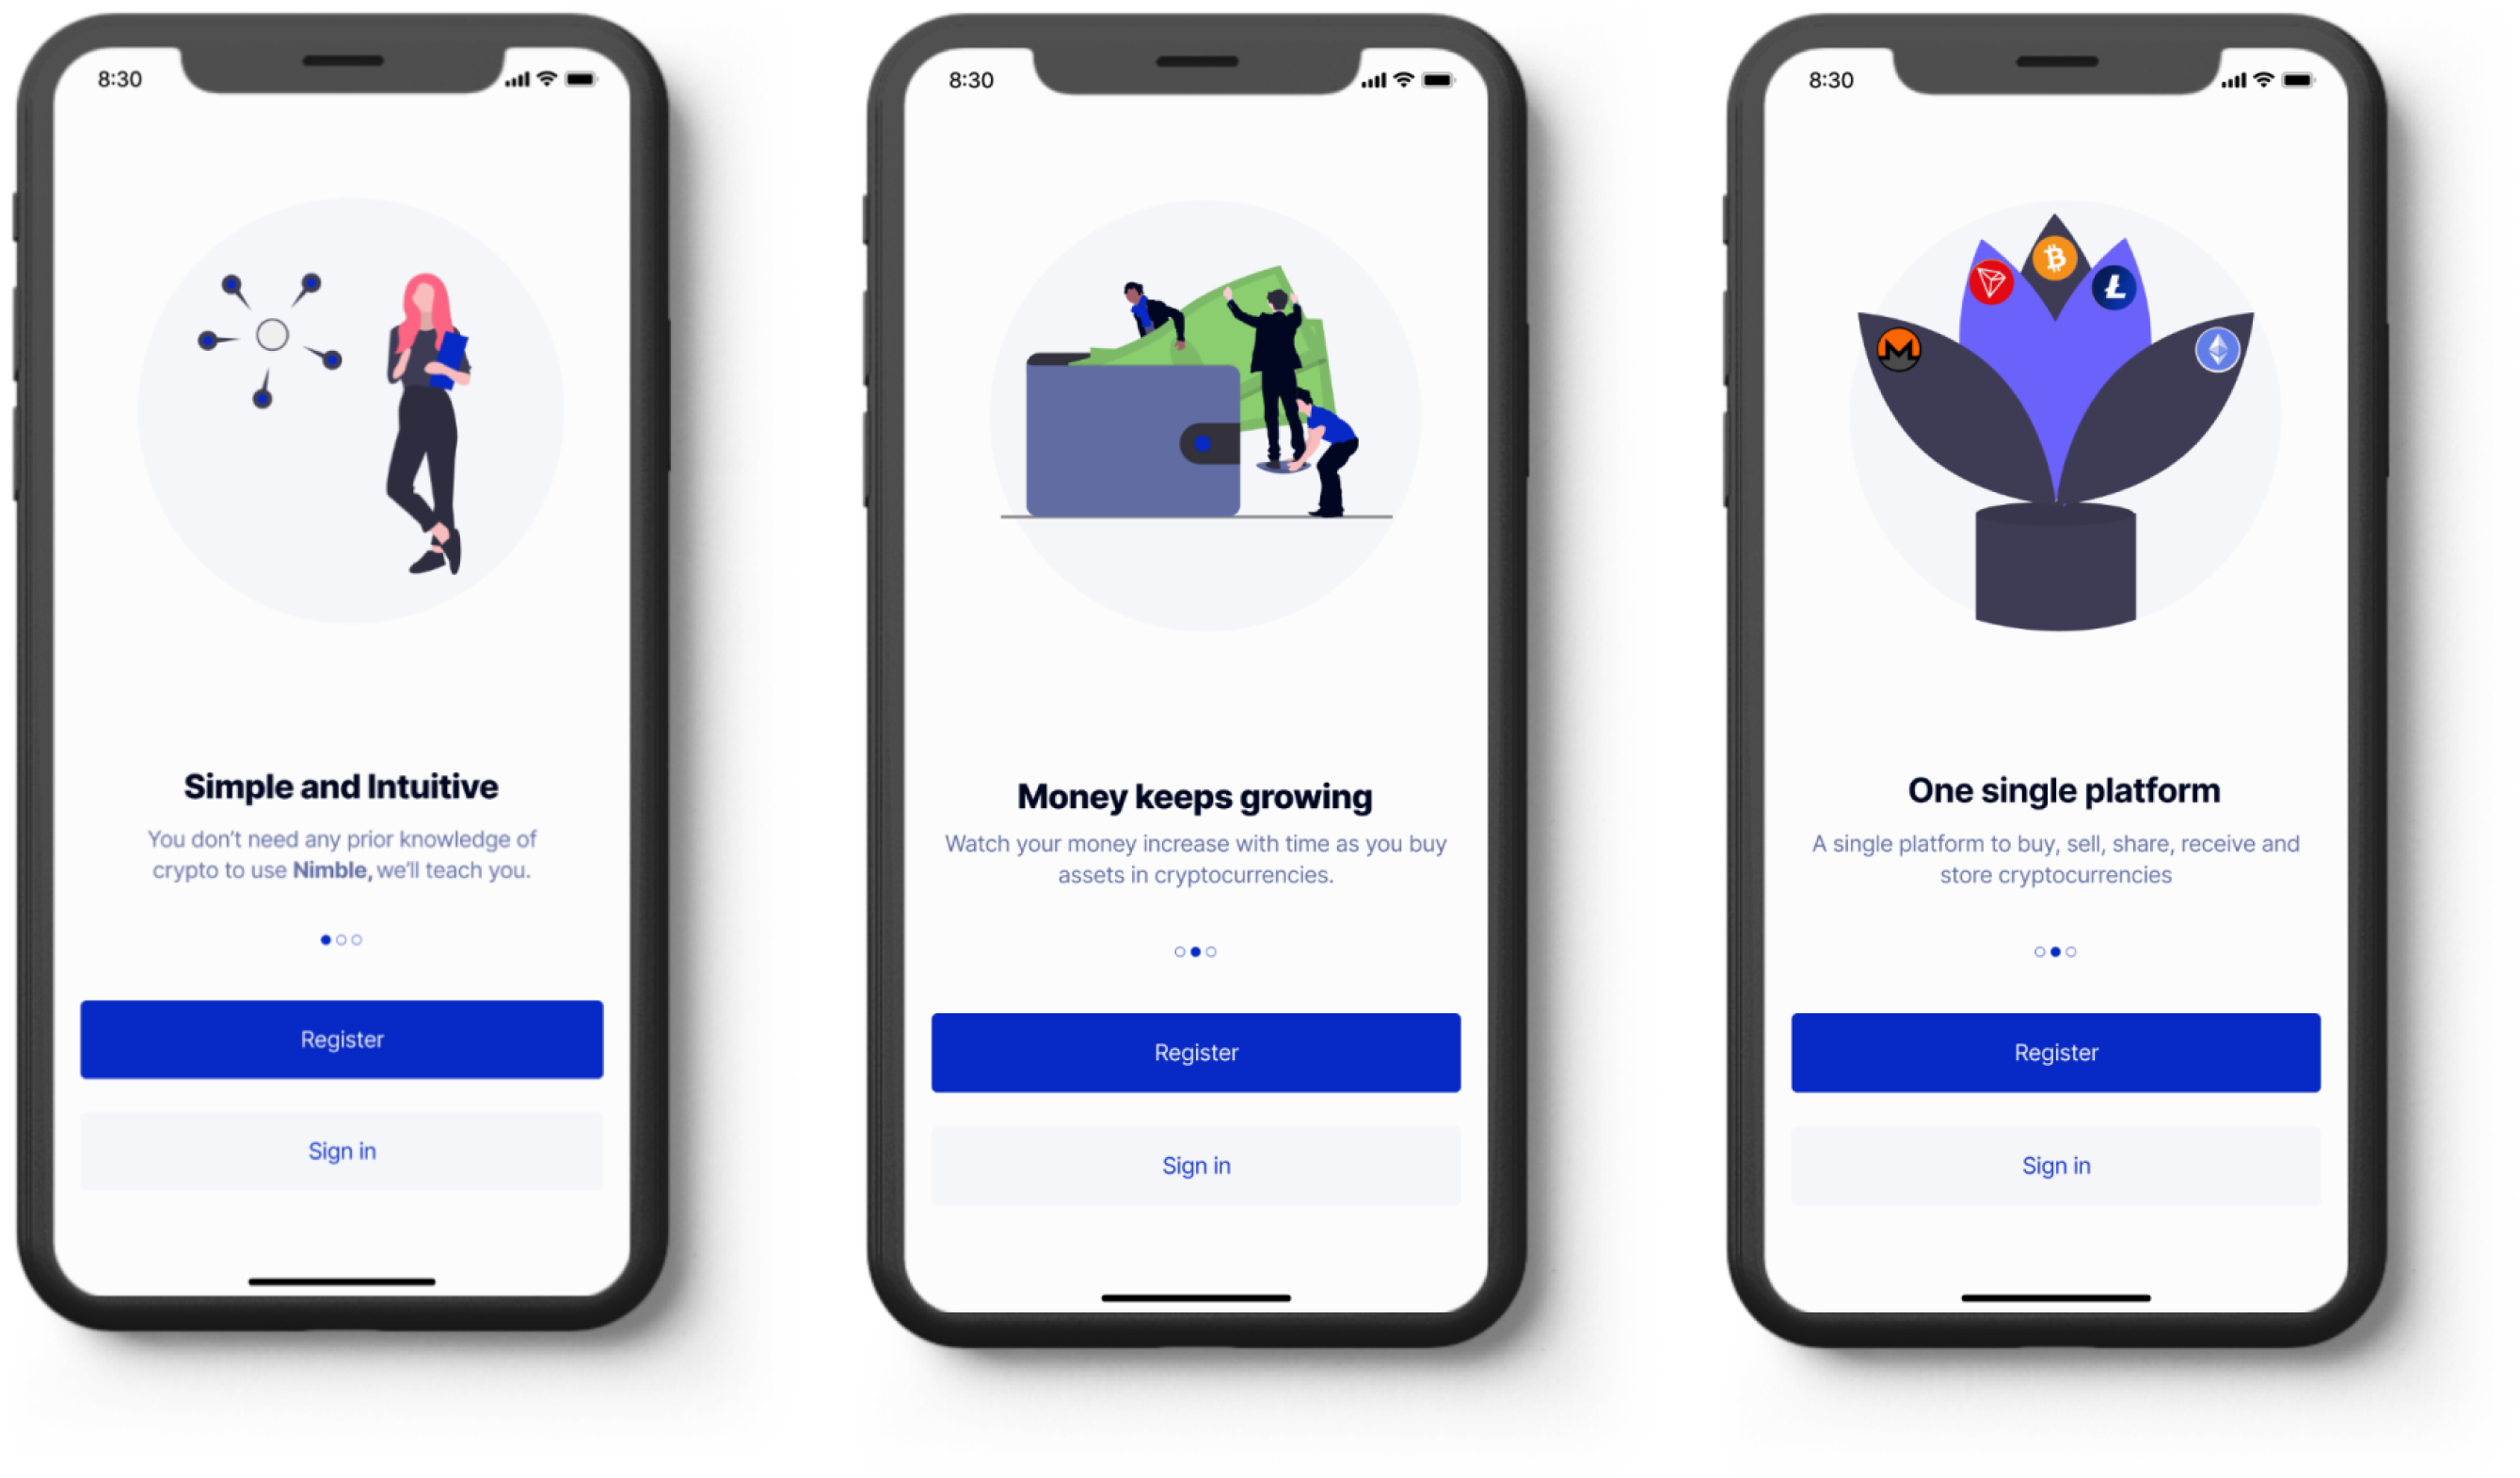 8:30
Simple and Intuitive
You don't need any prior knowledge of
crypto to use Nimble, we'll teach you.
Register
Sign in
8:30
Money keeps growing
Watch your money increase with time as you buy
assets in cryptocurrencies.
Register
Sign in
8:30
One single platform
A single platform to buy, sell, share, receive and
store cryptocurrencies
Register
Sign in